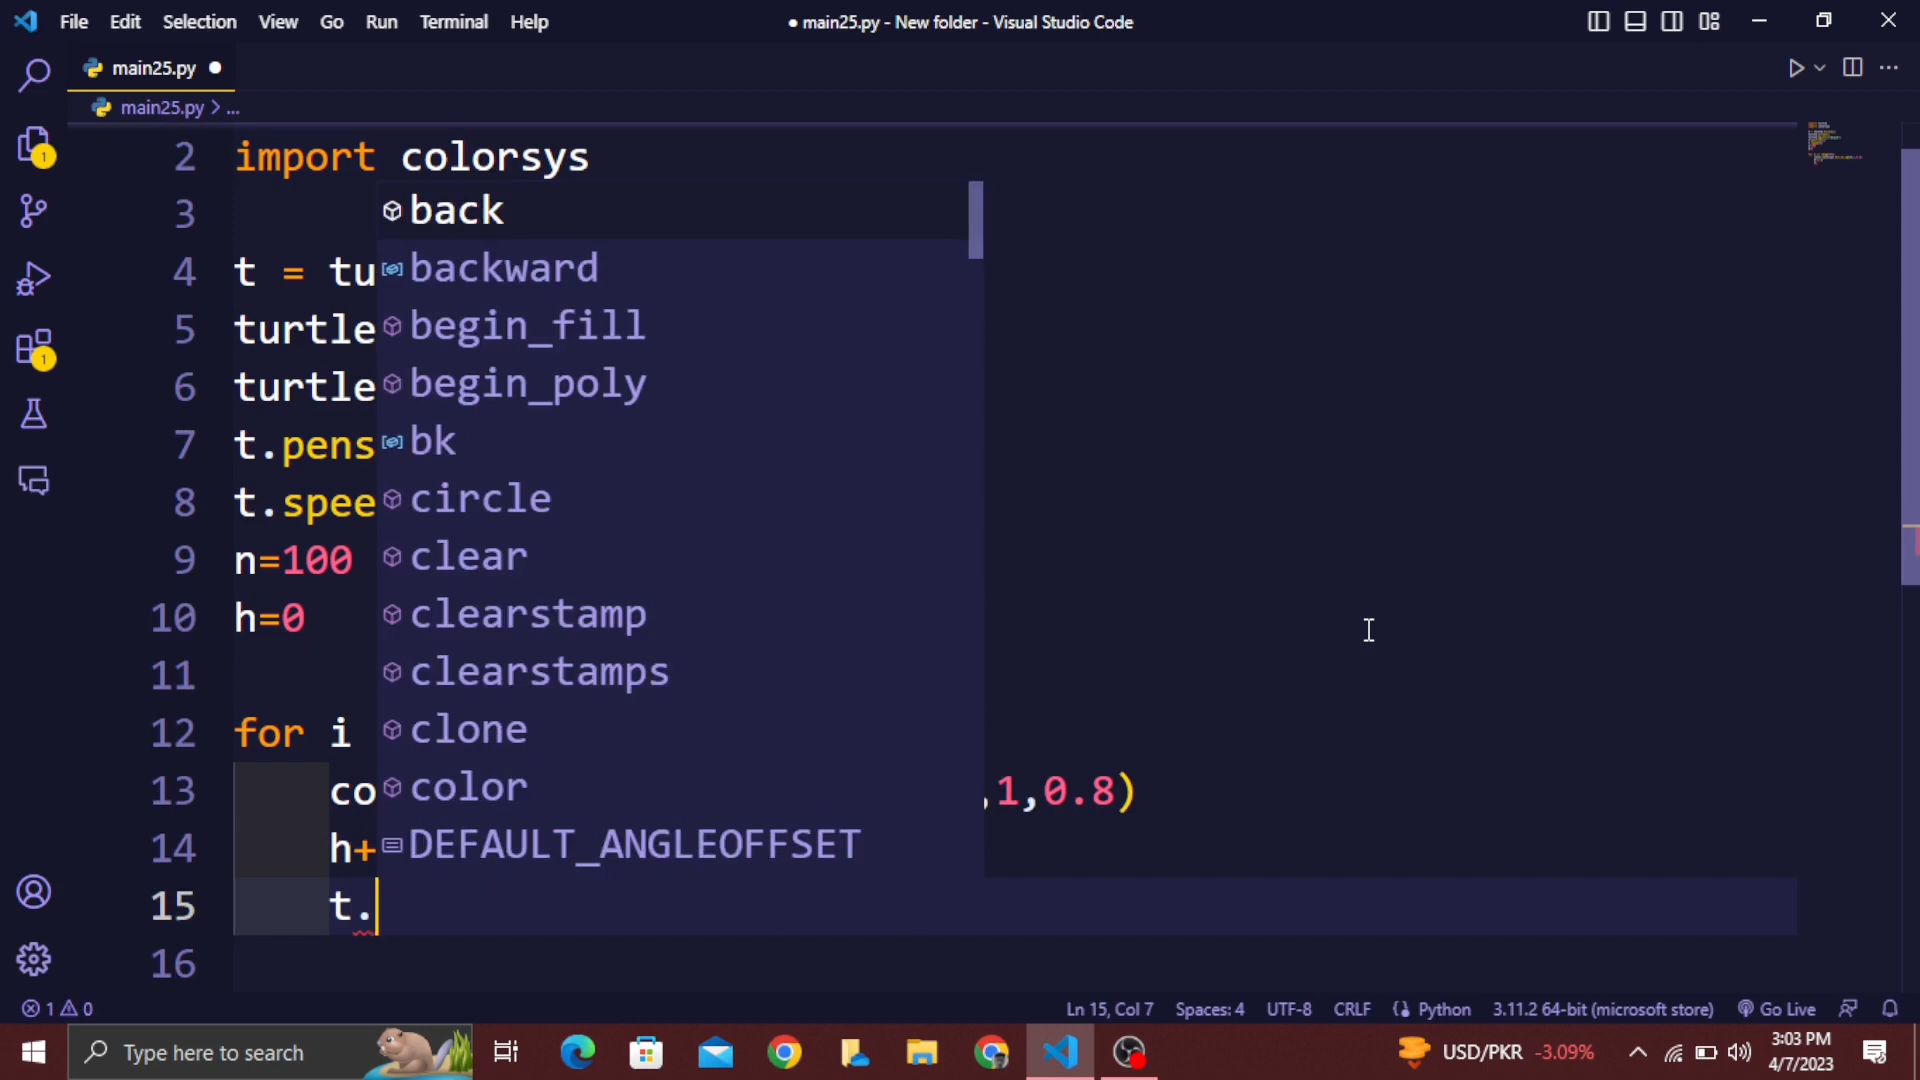 File Edit Selection View Go Run Terminal Help
● main25.py - New folder - Visual Studio Code
main25.py
main25.py > ...
2 import colorsys
3
back
4 t = tu
backward
5 turtle
begin_fill
6 turtle
begin_poly
7 t.pens
bk
8 t.spee
circle
9 n=100
clear
10 h=0
clearstamp
11
clearstamps
12 for i
clone
13 co ,1,0.8)
color
14 h+
DEFAULT_ANGLEOFFSET
15 t.
16
1
1
1 0
Ln 15, Col 7 Spaces: 4 UTF-8 CRLF Python 3.11.2 64-bit (microsoft store) Go Live
Type here to search
USD/PKR -3.09%
3:03 PM
4/7/2023